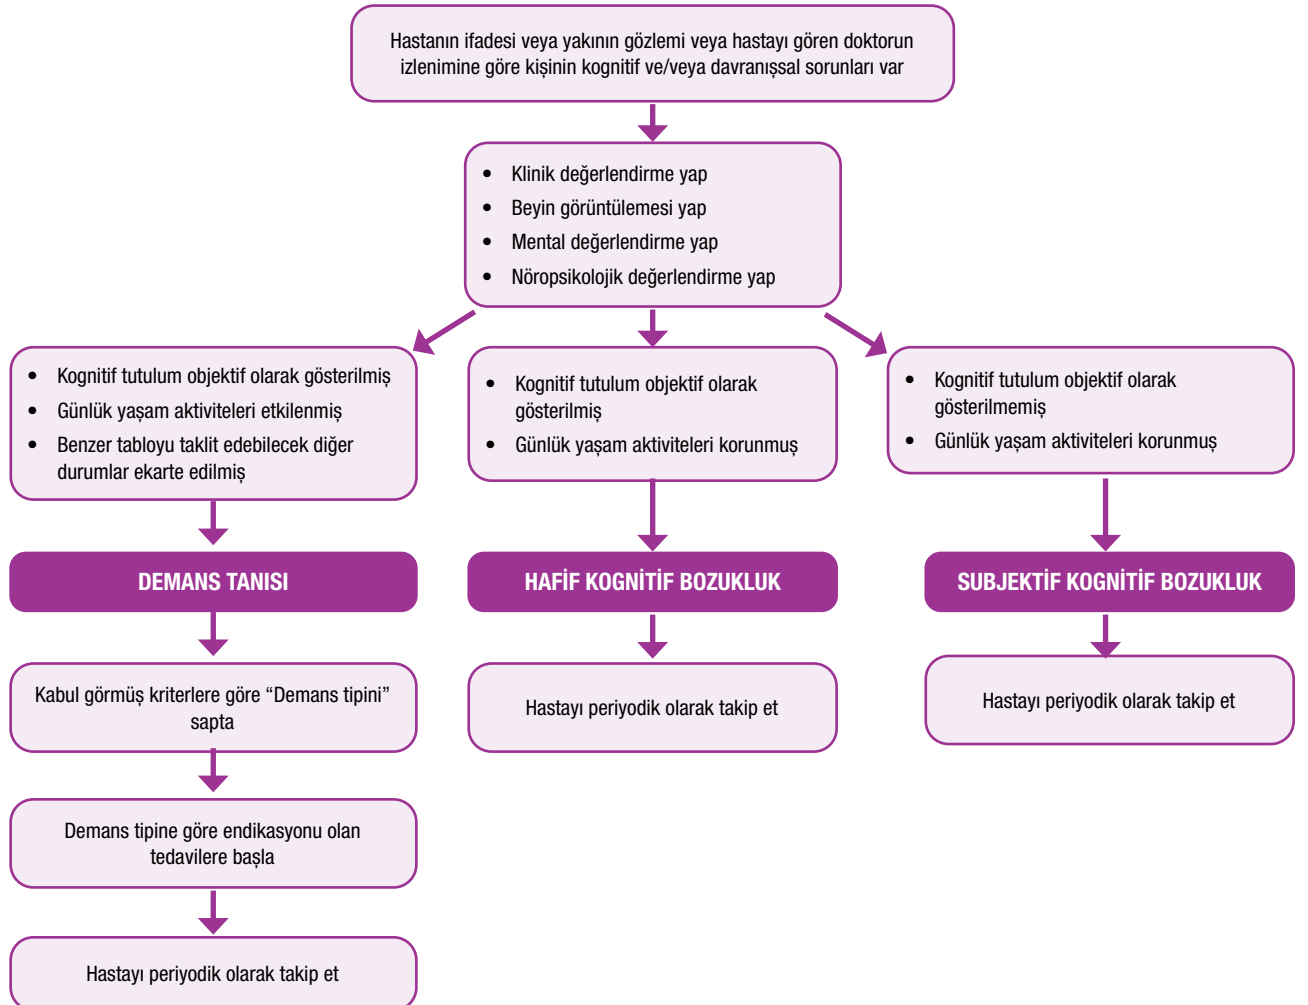 Hastanın ifadesi veya yakının gözlemi veya hastayı gören doktorun
izlenimine göre kişinin kognitif ve/veya davranışsal sorunları var
• Klinik değerlendirme yap
• Beyin görüntülemesi yap
• Mental değerlendirme yap
• Nöropsikolojik değerlendirme yap
• Kognitif tutulum objektif olarak gösterilmiş
• Günlük yaşam aktiviteleri etkilenmiş
• Benzer tabloyu taklit edebilecek diğer
durumlar ekarte edilmiş
• Kognitif tutulum objektif olarak
gösterilmiş
• Günlük yaşam aktiviteleri korunmuş
• Kognitif tutulum objektif olarak
gösterilmemiş
• Günlük yaşam aktiviteleri korunmuş
DEMANS TANISI
HAFİF KOGNİTİF BOZUKLUK
SUBJEKTİF KOGNİTİF BOZUKLUK
Kabul görmüş kriterlere göre “Demans tipini”
sapta
Hastayı periyodik olarak takip et
Hastayı periyodik olarak takip et
Demans tipine göre endikasyonu olan
tedavilere başla
Hastayı periyodik olarak takip et